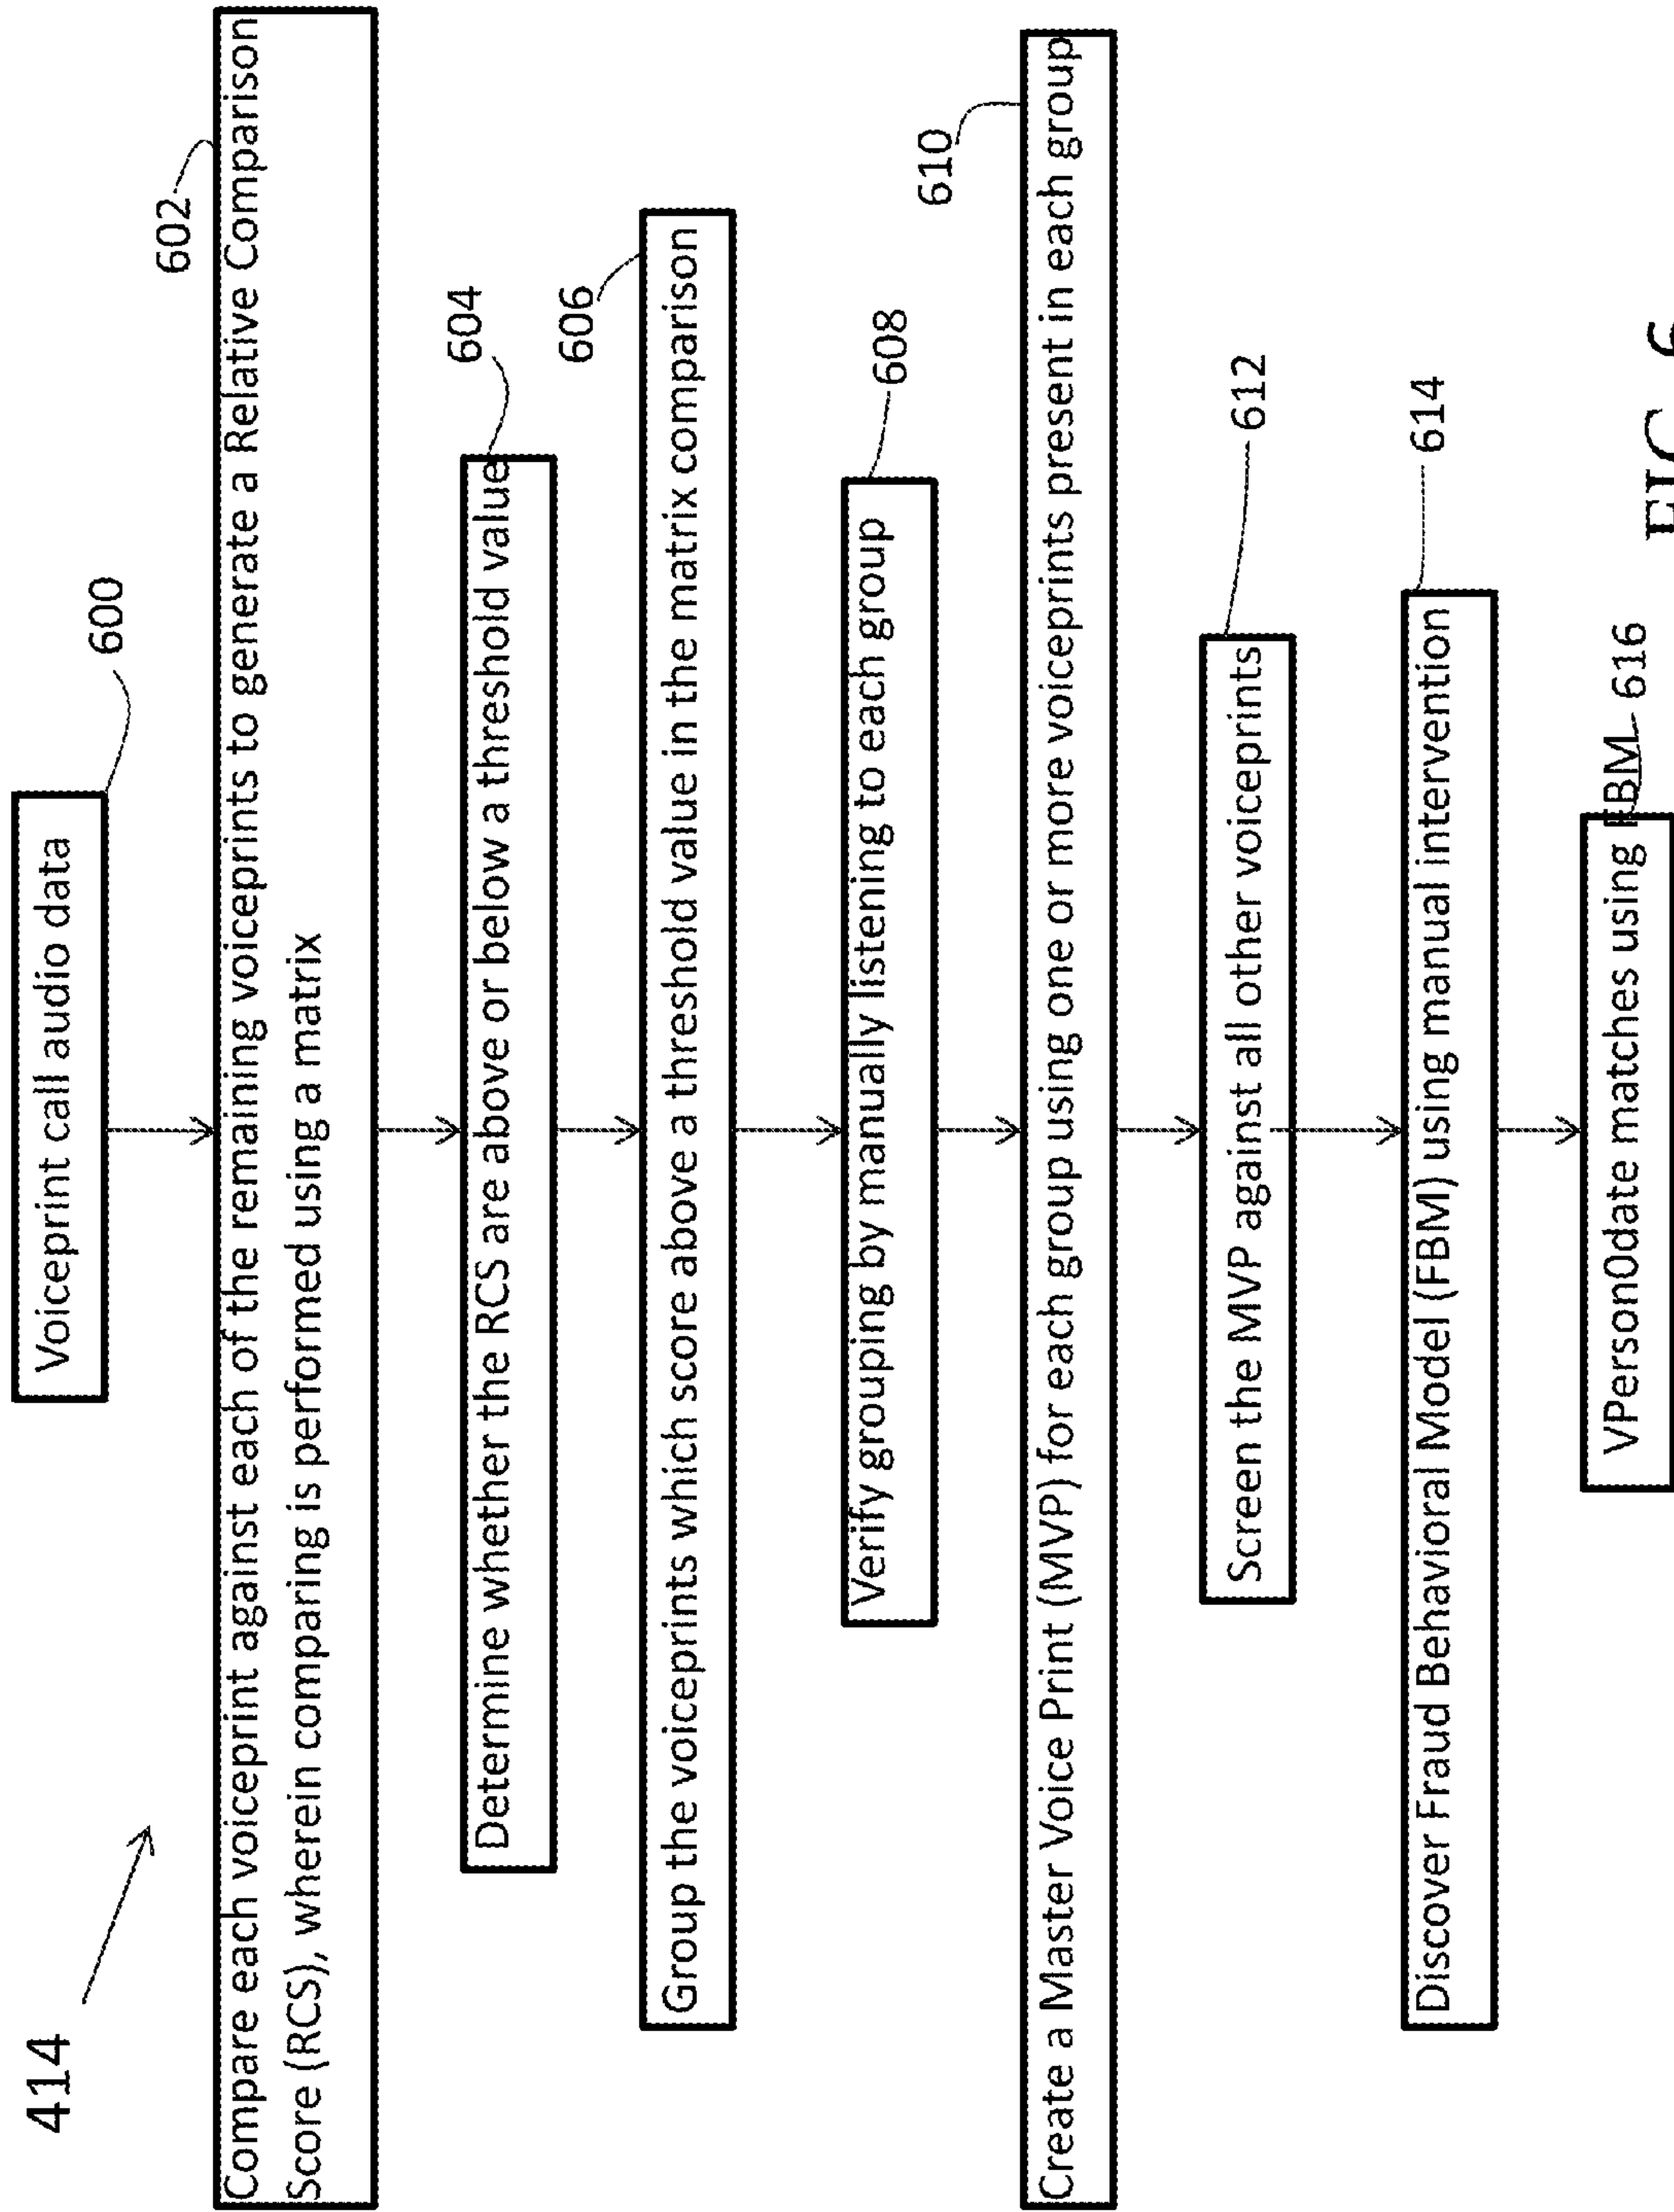 414
Voiceprint call audio data
600
602
Compare each voiceprint against each of the remaining voiceprints to generate a Relative Comparison
Score (RCS), wherein comparing is performed using a matrix
604
Determine whether the RCS are above or below a threshold value
606
Group the voiceprints which score above a threshold value in the matrix comparison
608
Verify grouping by manually listening to each group
610
Create a Master Voice Print (MVP) for each group using one or more voiceprints present in each group
612
Screen the MVP against all other voiceprints
614
Discover Fraud Behavioral Model (FBM) using manual intervention
616
VPerson0date matches using FBM
FIG. 6